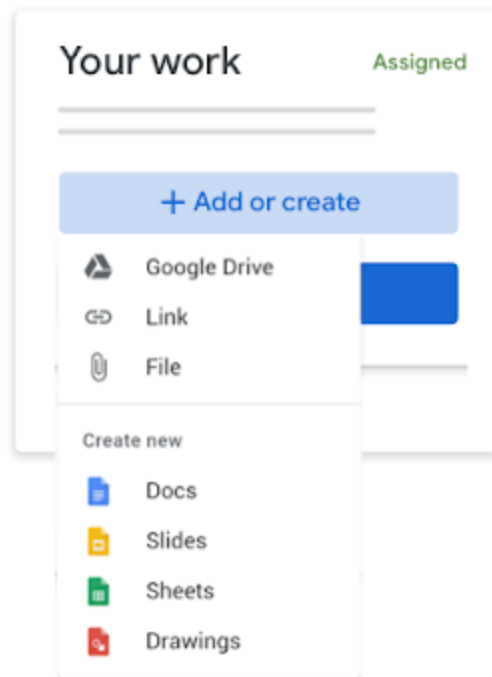 Your work
Assigned
+ Add or create
Google Drive
Link
File
Create new
Docs
Slides
Sheets
Drawings